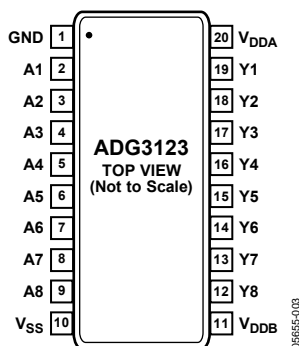 GND 1 20 VDDA
A1 2 19 Y1
A2 3 18 Y2
A3 4 17 Y3
A4 5 16 Y4
A5 6 15 Y5
A6 7 14 Y6
A7 8 13 Y7
A8 9 12 Y8
VSS 10 11 VDDB
ADG3123
TOP VIEW
(Not to Scale)
05655-003